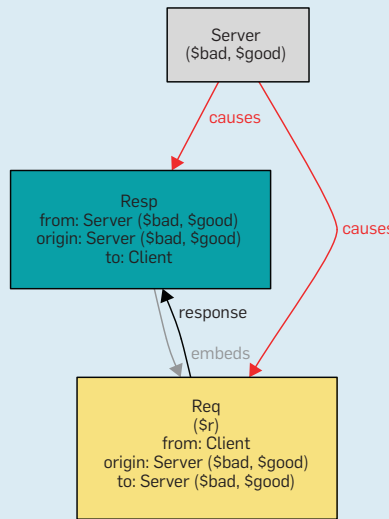 Server
($bad, $good)
causes
Resp
from: Server ($bad, $good)
origin: Server ($bad, $good)
to: Client
causes
response
embeds
Req
($r)
from: Client
origin: Server ($bad, $good)
to: Server ($bad, $good)